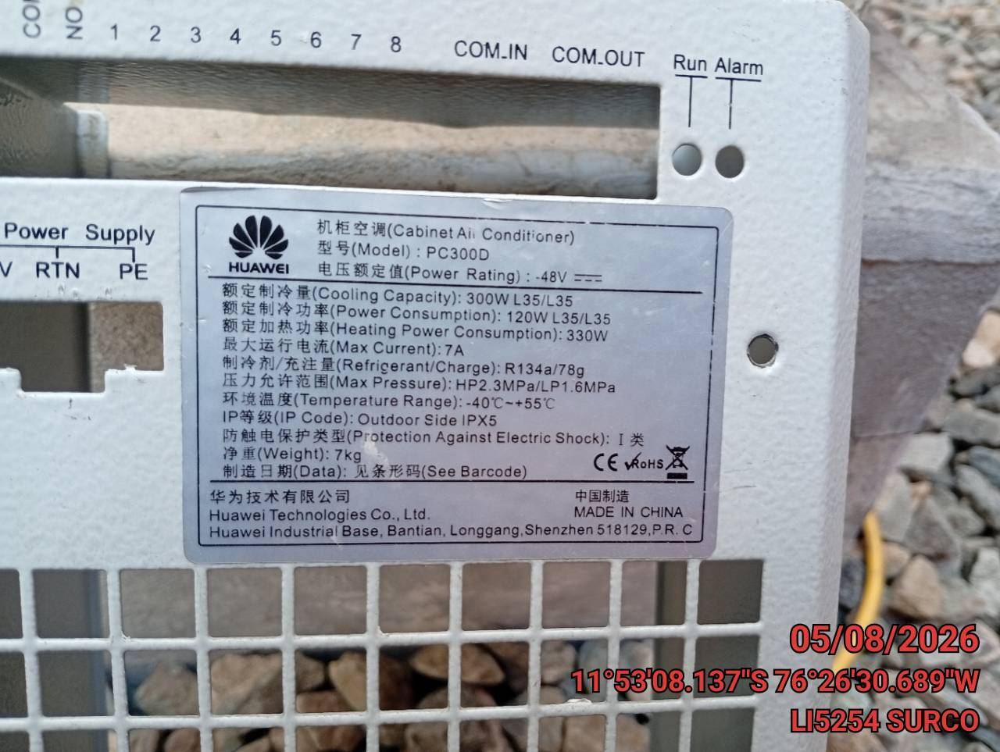 NO
1 2 3 4 5 6 7 8 COM_IN COM_OUT Run Alarm
Power Supply
V RTN PE
HUAWEI
机柜空调(Cabinet Air Conditioner)
型号(Model) : PC300D
电压额定值(Power Rating) : -48V ⎓
额定制冷量(Cooling Capacity): 300W L35/L35
额定制冷功率(Power Consumption): 120W L35/L35
额定加热功率(Heating Power Consumption): 330W
最大运行电流(Max Current): 7A
制冷剂/充注量(Refrigerant/Charge): R134a/78g
压力允许范围(Max Pressure): HP2.3MPa/LP1.6MPa
环境温度(Temperature Range): -40℃~+55℃
IP等级(IP Code): Outdoor Side IPX5
防触电保护类型(Protection Against Electric Shock): I 类
净重(Weight): 7kg
制造日期(Data): 见条形码(See Barcode)
CE RoHS
华为技术有限公司
中国制造
Huawei Technologies Co., Ltd.
MADE IN CHINA
Huawei Industrial Base, Bantian, Longgang,Shenzhen 518129,P.R. C
05/08/2026
11°53'08.137"S 76°26'30.689"W
LI5254 SURCO